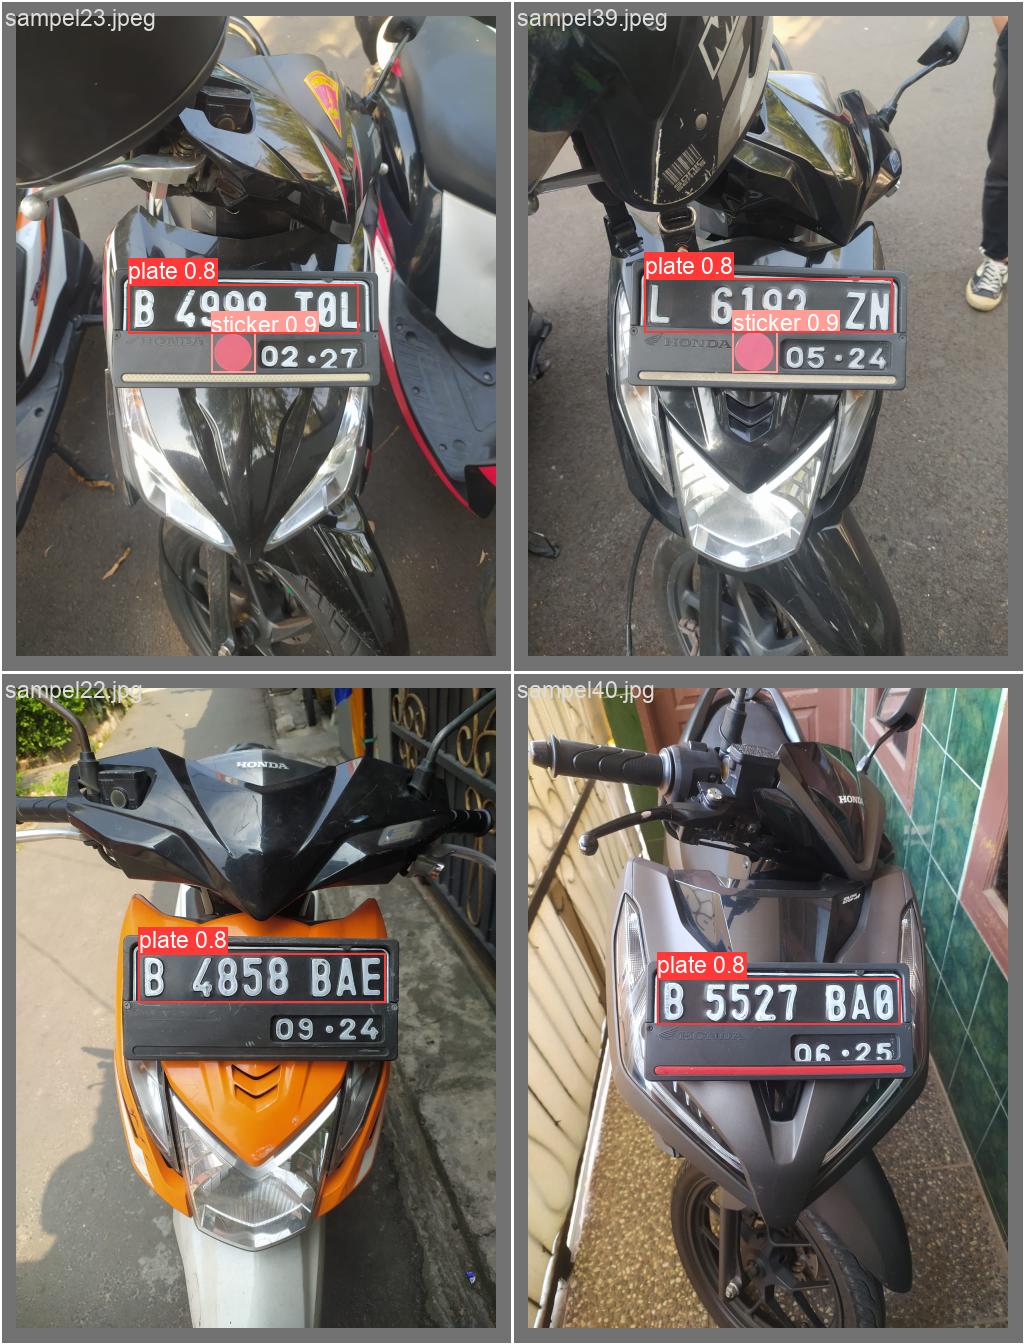 sampel23.jpeg
plate 0.8
B 4998 TOL
sticker 0.9
HONDA
02•27
sampel39.jpeg
plate 0.8
L 6192 ZN
sticker 0.9
HONDA
05•24
sampel22.jpg
HONDA
plate 0.8
B 4858 BAE
09•24
sampel40.jpg
HONDA
plate 0.8
B 5527 BAO
HONDA
06•25